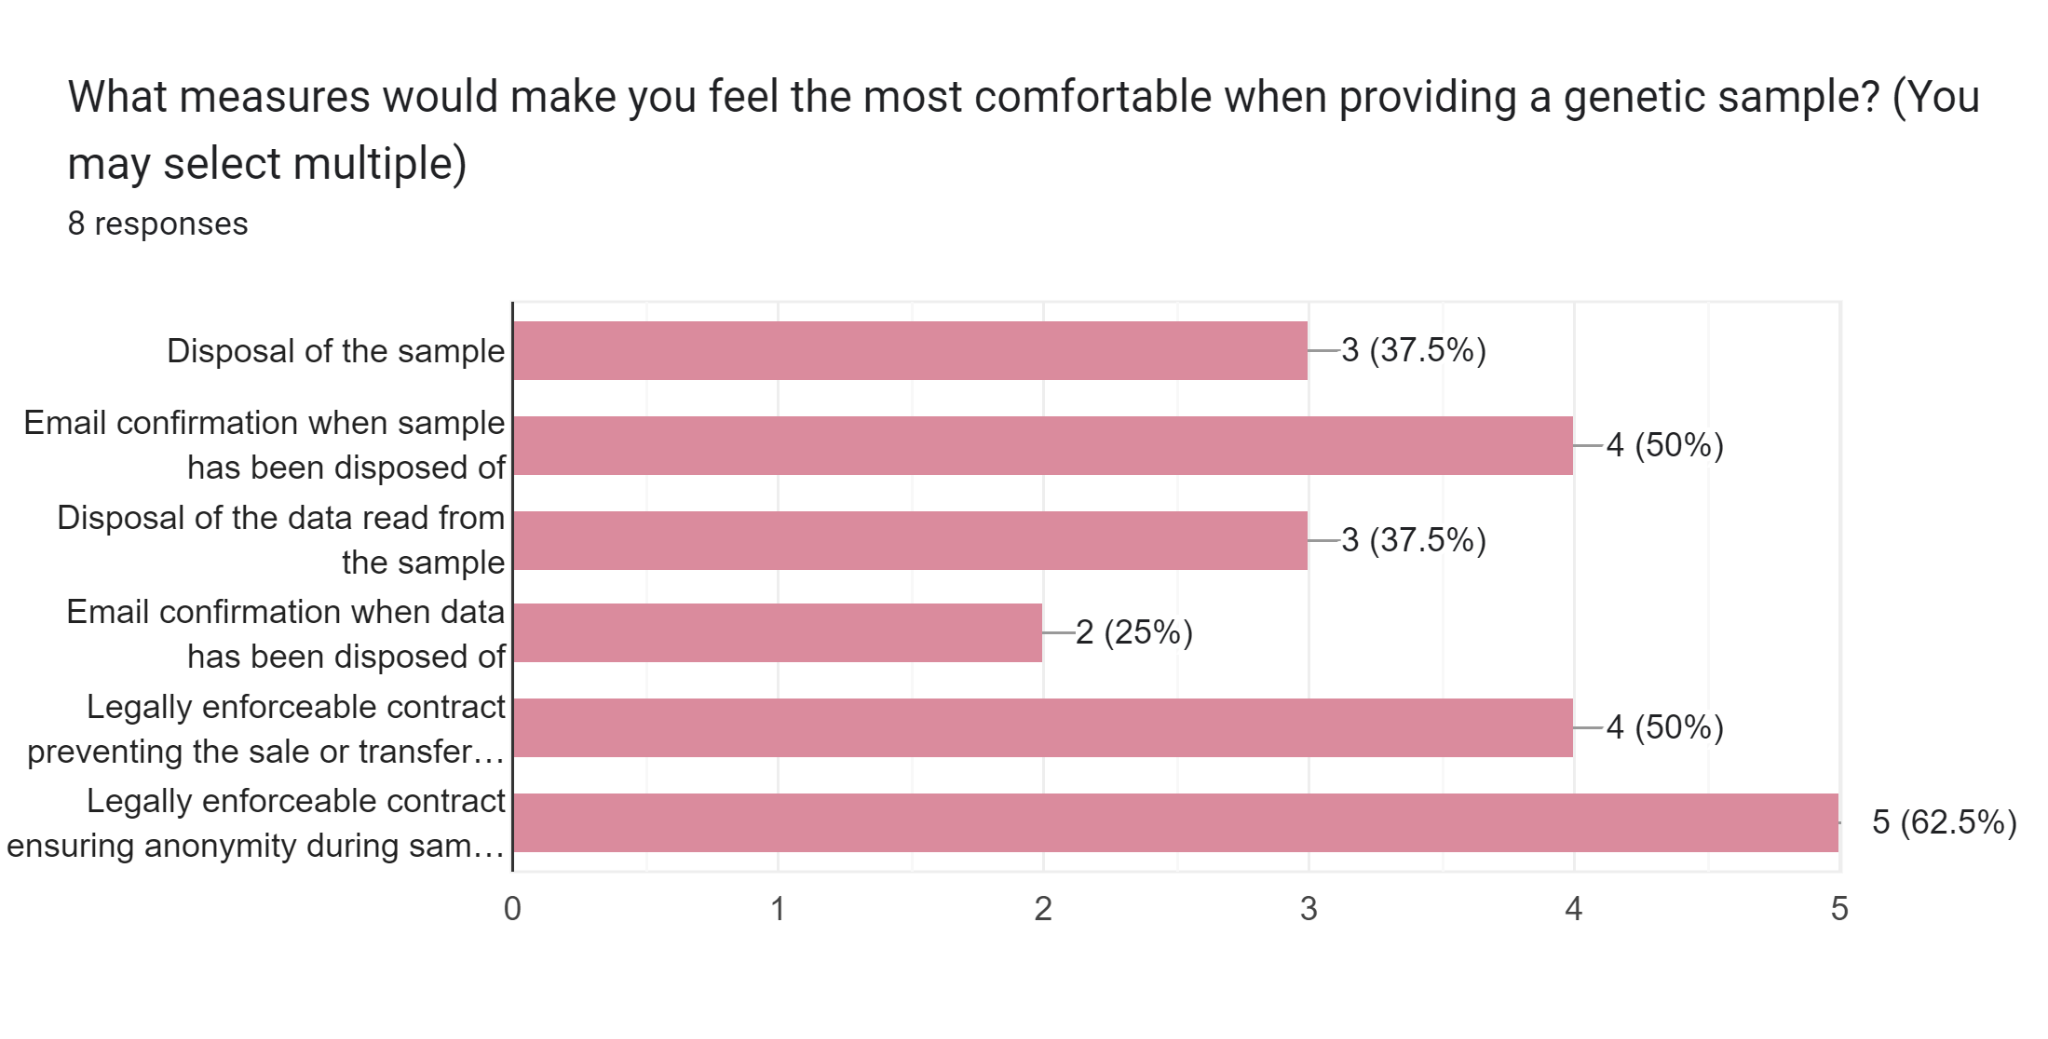 What measures would make you feel the most comfortable when providing a genetic sample? (You
may select multiple)
8 responses
Disposal of the sample
3 (37.5%)
Email confirmation when sample
has been disposed of
4 (50%)
Disposal of the data read from
the sample
3 (37.5%)
Email confirmation when data
has been disposed of
2 (25%)
Legally enforceable contract
preventing the sale or transfer…
4 (50%)
Legally enforceable contract
ensuring anonymity during sam…
5 (62.5%)
0 1 2 3 4 5